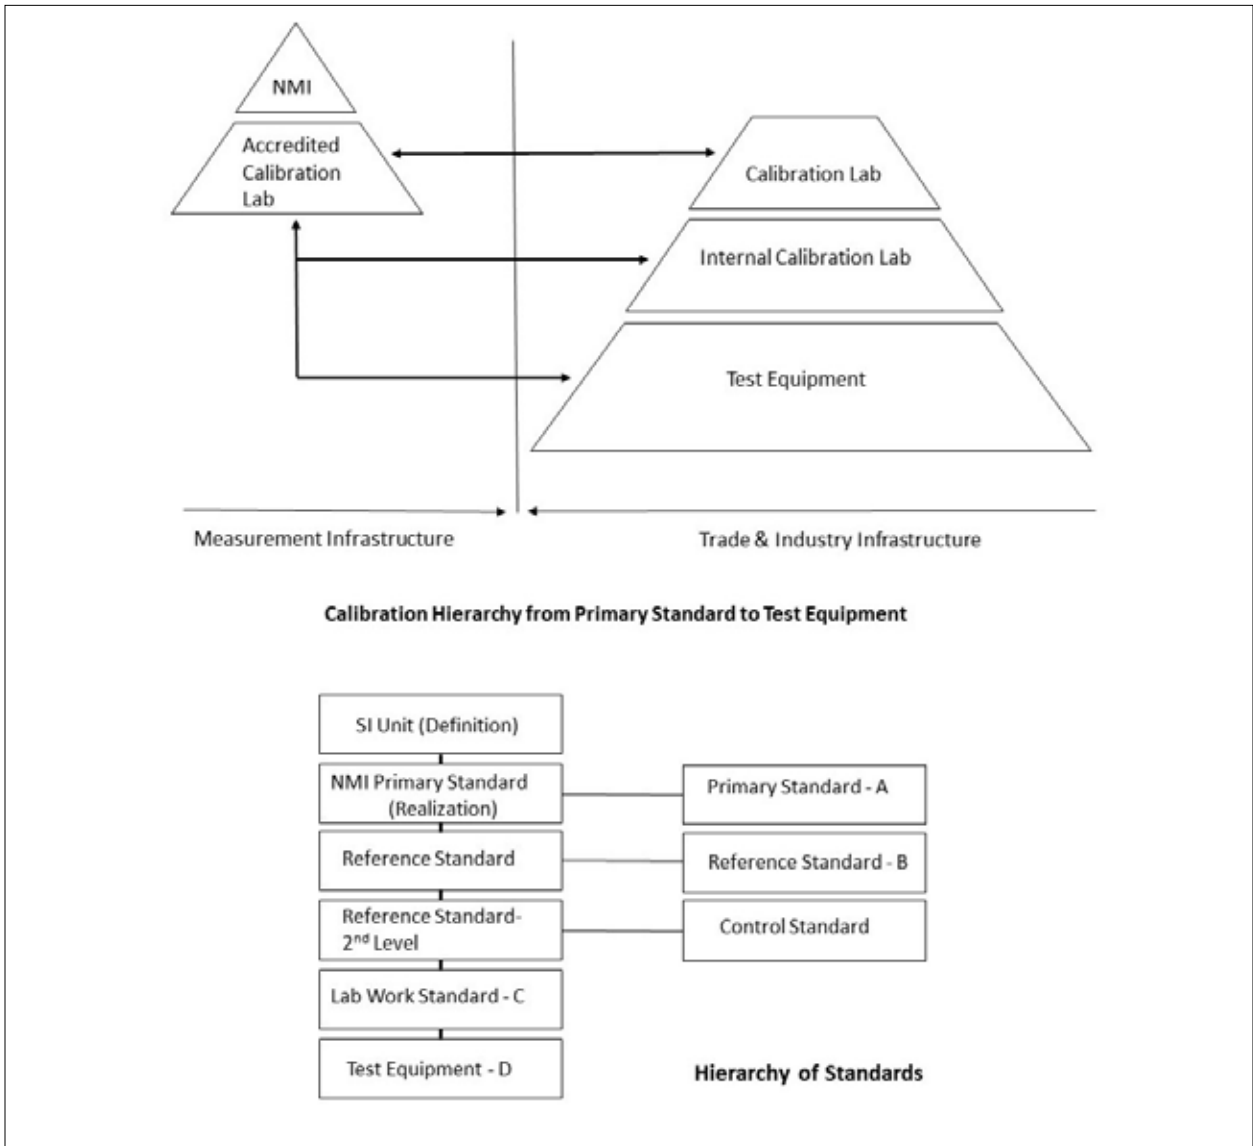 NMI
Accredited
Calibration
Lab
Calibration Lab
Internal Calibration Lab
Test Equipment
Measurement Infrastructure
Trade & Industry Infrastructure
Calibration Hierarchy from Primary Standard to Test Equipment
SI Unit (Definition)
NMI Primary Standard
(Realization)
Primary Standard - A
Reference Standard
Reference Standard - B
Reference Standard-
2nd Level
Control Standard
Lab Work Standard - C
Test Equipment - D
Hierarchy of Standards